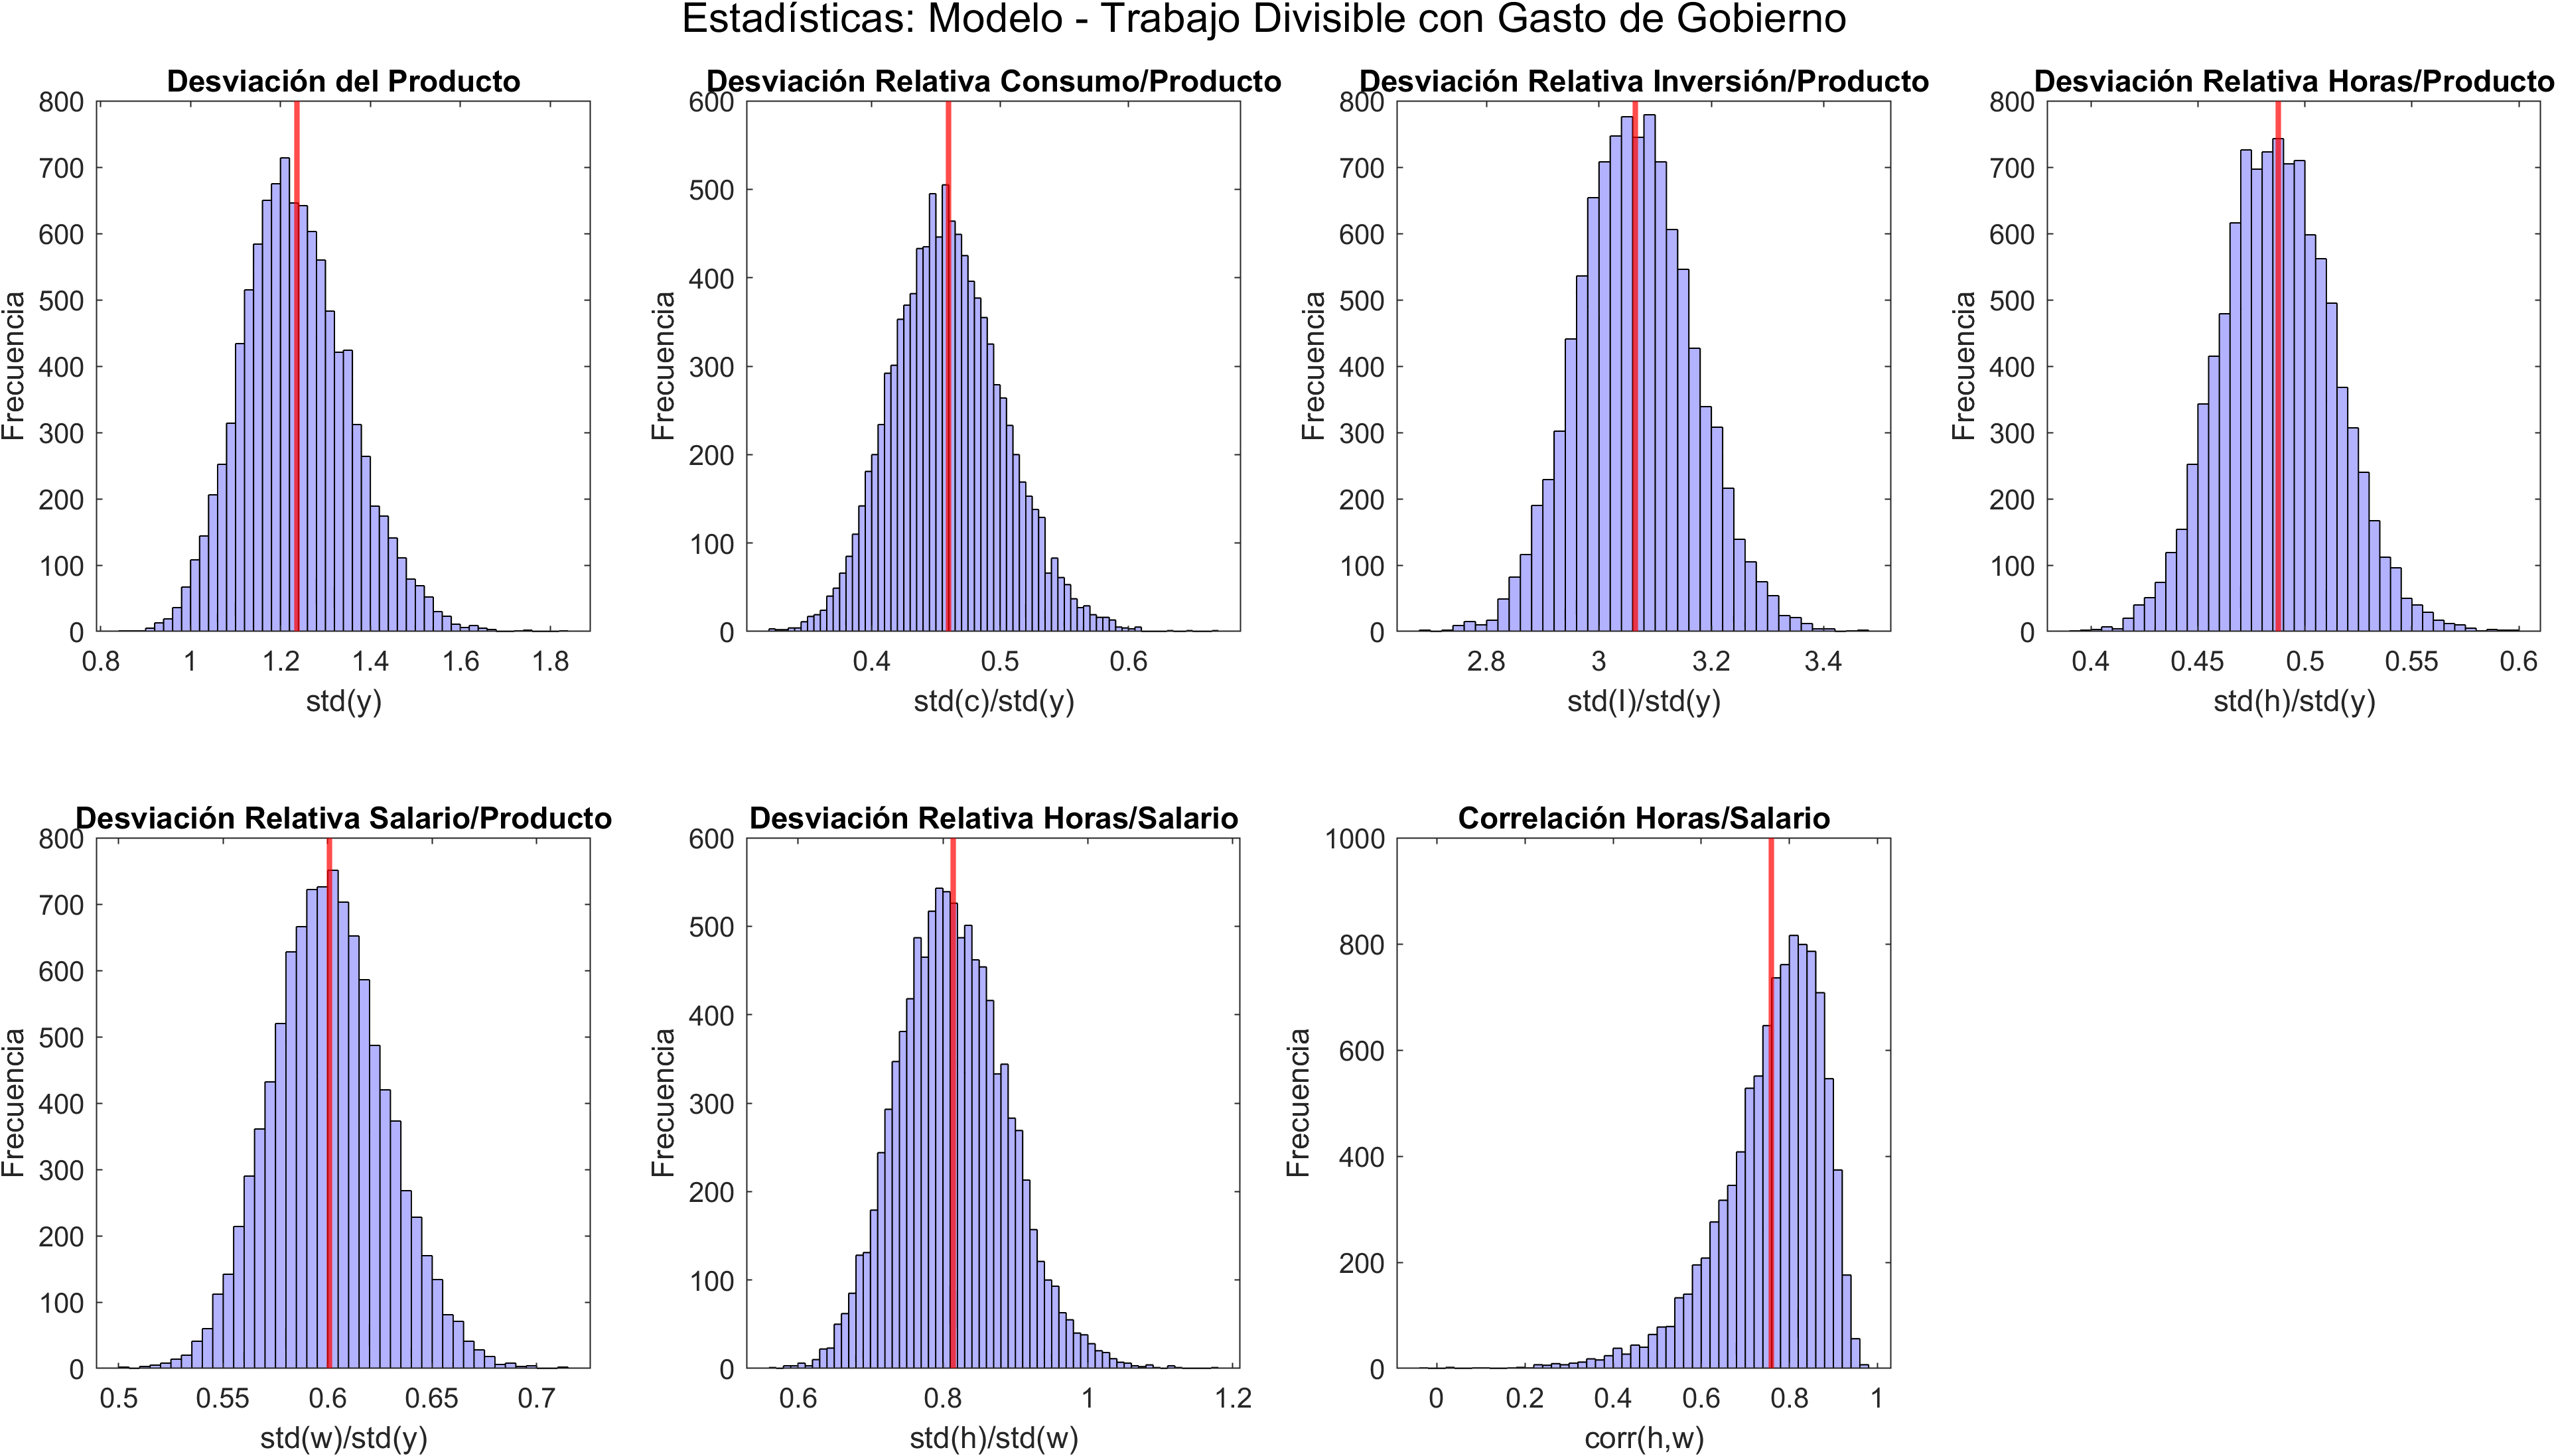 Estadísticas: Modelo - Trabajo Divisible con Gasto de Gobierno
Desviación del Producto
800
700
600
500
400
300
200
100
0
Frecuencia
0.8 1 1.2 1.4 1.6 1.8
std(y)
Desviación Relativa Consumo/Producto
600
500
400
300
200
100
0
Frecuencia
0.4 0.5 0.6
std(c)/std(y)
Desviación Relativa Inversión/Producto
800
700
600
500
400
300
200
100
0
Frecuencia
2.8 3 3.2 3.4
std(I)/std(y)
Desviación Relativa Horas/Producto
800
700
600
500
400
300
200
100
0
Frecuencia
0.4 0.45 0.5 0.55 0.6
std(h)/std(y)
Desviación Relativa Salario/Producto
800
700
600
500
400
300
200
100
0
Frecuencia
0.5 0.55 0.6 0.65 0.7
std(w)/std(y)
Desviación Relativa Horas/Salario
600
500
400
300
200
100
0
Frecuencia
0.6 0.8 1 1.2
std(h)/std(w)
Correlación Horas/Salario
1000
800
600
400
200
0
Frecuencia
0 0.2 0.4 0.6 0.8 1
corr(h,w)